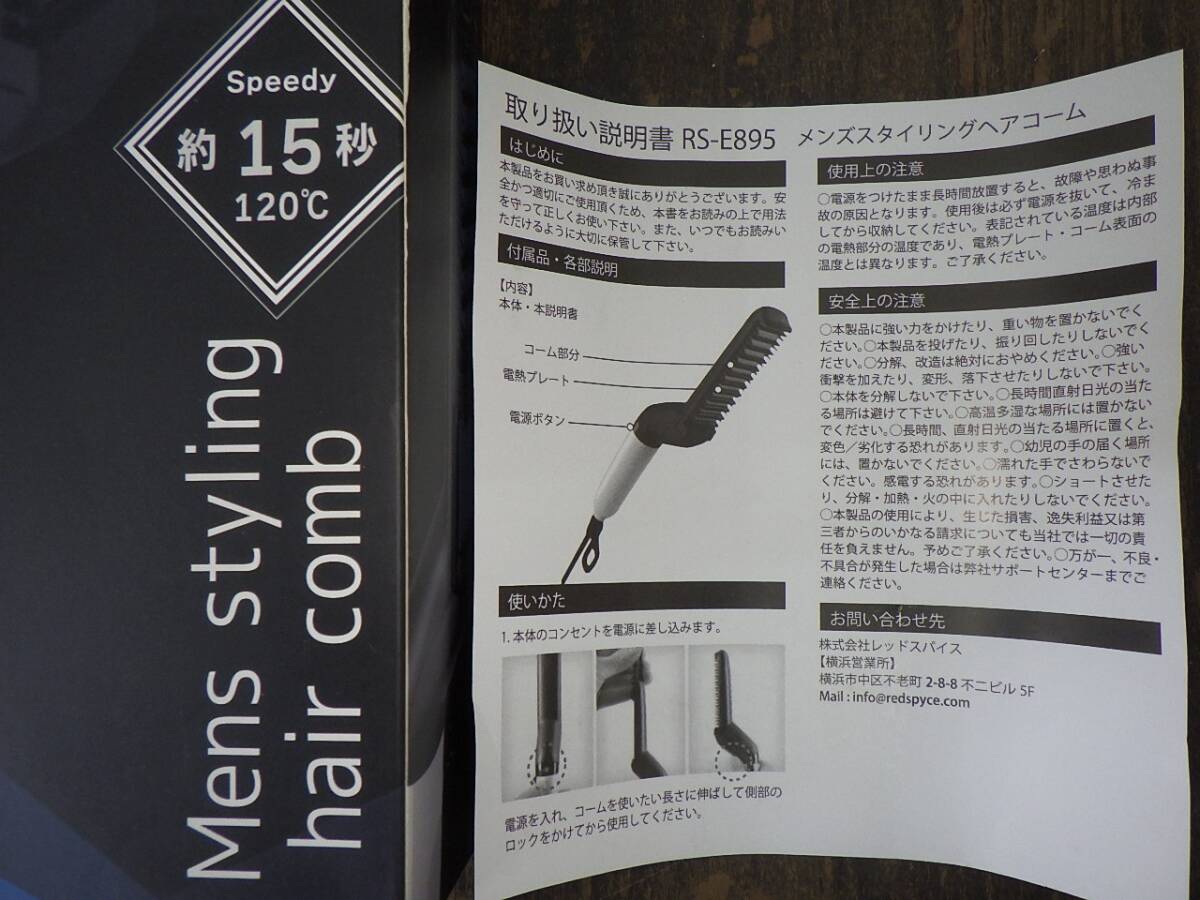 Speedy
約15秒
120℃
Mens styling
hair comb
取り扱い説明書 RS-E895 メンズスタイリングヘアコーム
はじめに
本製品をお買い求め頂き誠にありがとうございます。安
全かつ適切にご使用頂くため、本書をお読みの上で用法
を守って正しくお使い下さい。また、いつでもお読みい
ただけるように大切に保管して下さい。
付属品・各部説明
【内容】
本体・本説明書
コーム部分
電熱プレート
電源ボタン
使いかた
1. 本体のコンセントを電源に差し込みます。
電源を入れ、コームを使いたい長さに伸ばして側部の
ロックをかけてから使用してください。
使用上の注意
○電源をつけたまま長時間放置すると、故障や思わぬ事
故の原因となります。使用後は必ず電源を抜いて、冷ま
してから収納してください。表記されている温度は内部
の電熱部分の温度であり、電熱プレート・コーム表面の
温度とは異なります。ご了承ください。
安全上の注意
○本製品に強い力をかけたり、重い物を置かないでく
ださい。○本製品を投げたり、振り回したりしないでく
ださい。○分解、改造は絶対におやめください。○強い
衝撃を加えたり、変形、落下させたりしないで下さい。
○本体を分解しないで下さい。○長時間直射日光の当た
る場所は避けて下さい。○高温多湿な場所には置かない
でください。○長時間、直射日光の当たる場所に置くと、
変色/劣化する恐れがあります。○幼児の手の届く場所
には、置かないでください。○濡れた手でさわらないで
ください。感電する恐れがあります。○ショートさせた
り、分解・加熱・火の中に入れたりしないでください。
○本製品の使用により、生じた損害、逸失利益又は第
三者からのいかなる請求についても当社では一切の責
任を負えません。予めご了承ください。○万が一、不良・
不具合が発生した場合は弊社サポートセンターまでご
連絡ください。
お問い合わせ先
株式会社レッドスパイス
【横浜営業所】
横浜市中区不老町 2-8-8 不二ビル 5F
Mail : info@redspyce.com